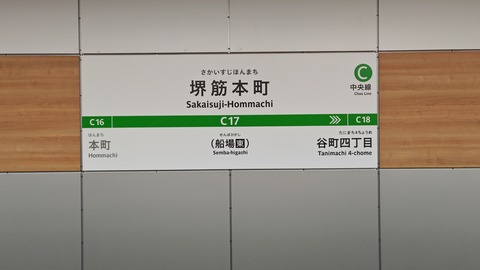 さかいすじほんまち
堺筋本町
Sakaisuji-Hommachi
C
中央線
Chuo Line
C16 C17 C18
ほんまち
本町
Hommachi
せんばひがし
(船場東)
Semba-higashi
たにまち4ちょうめ
谷町四丁目
Tanimachi 4-chome